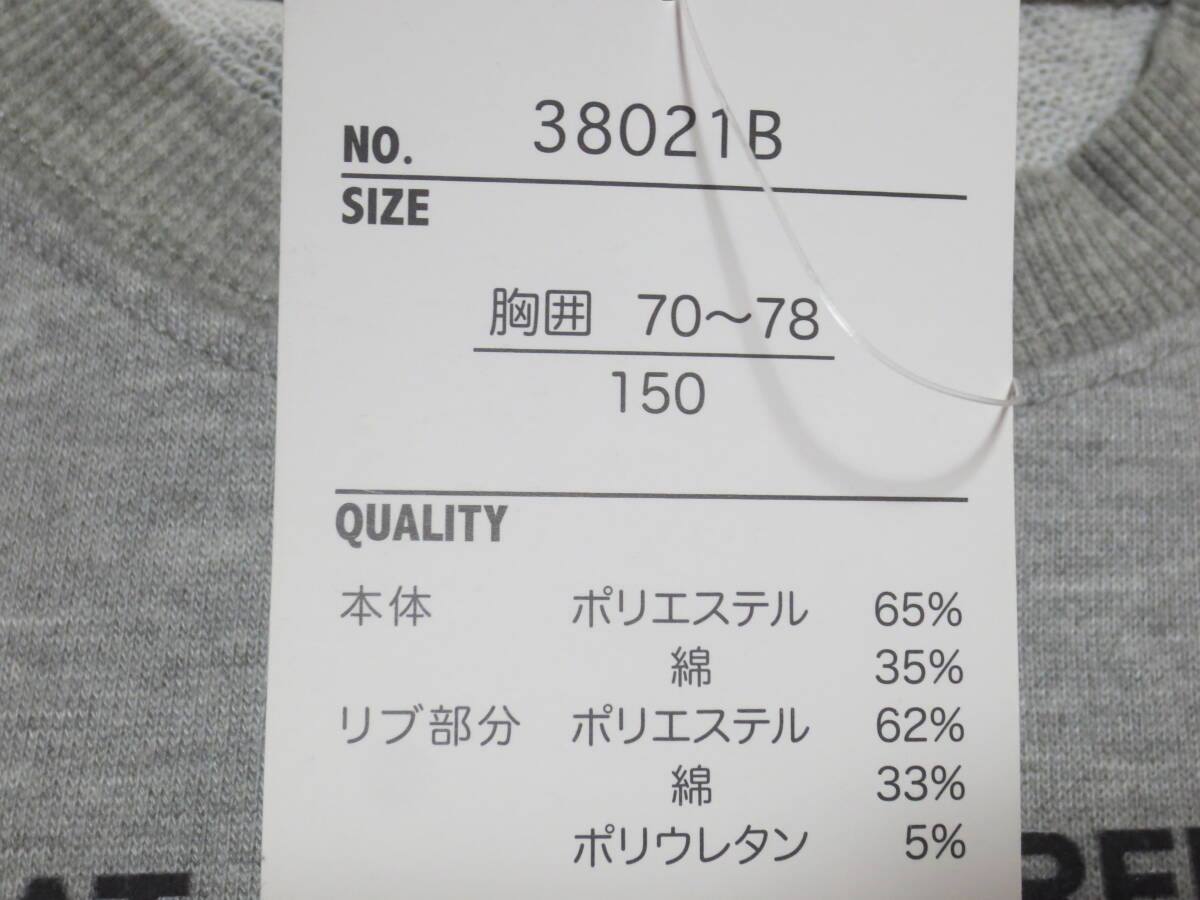 NO. 38021B
SIZE
胸囲 70〜78
150
QUALITY
本体 ポリエステル 65%
綿 35%
リブ部分 ポリエステル 62%
綿 33%
ポリウレタン 5%